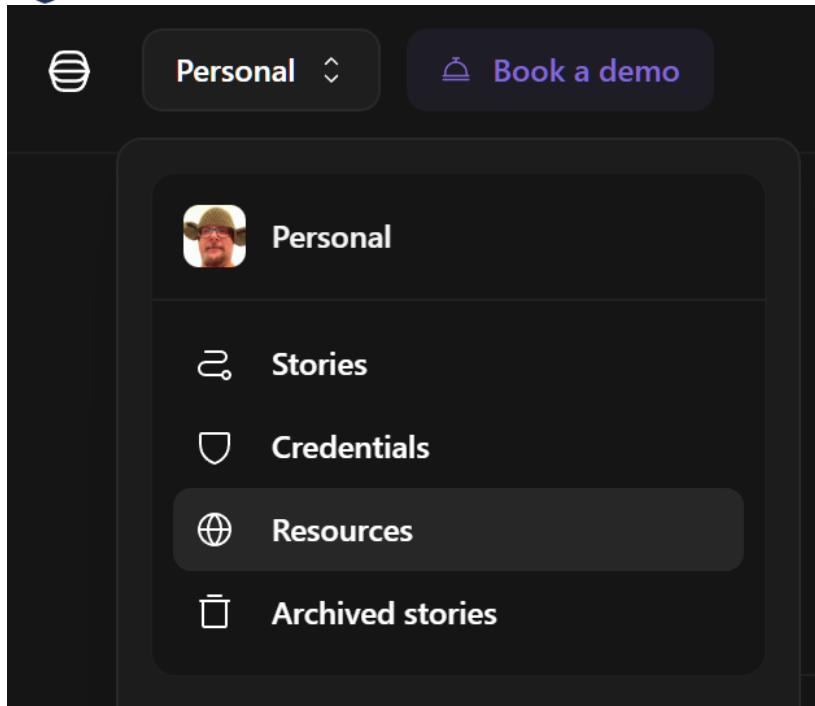 Personal
Book a demo
Personal
Stories
Credentials
Resources
Archived stories